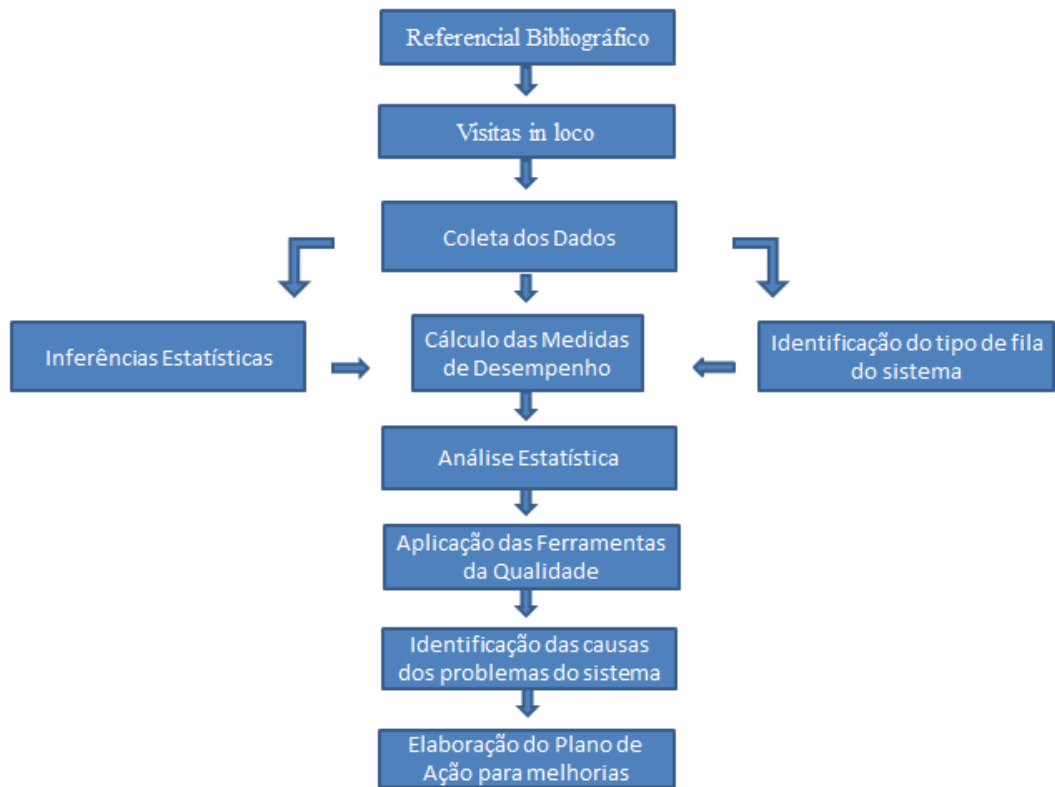 Referencial Bibliográfico
Visitas in loco
Coleta dos Dados
Inferências Estatísticas
Cálculo das Medidas
de Desempenho
Identificação do tipo de fila
do sistema
Análise Estatística
Aplicação das Ferramentas
da Qualidade
Identificação das causas
dos problemas do sistema
Elaboração do Plano de
Ação para melhorias